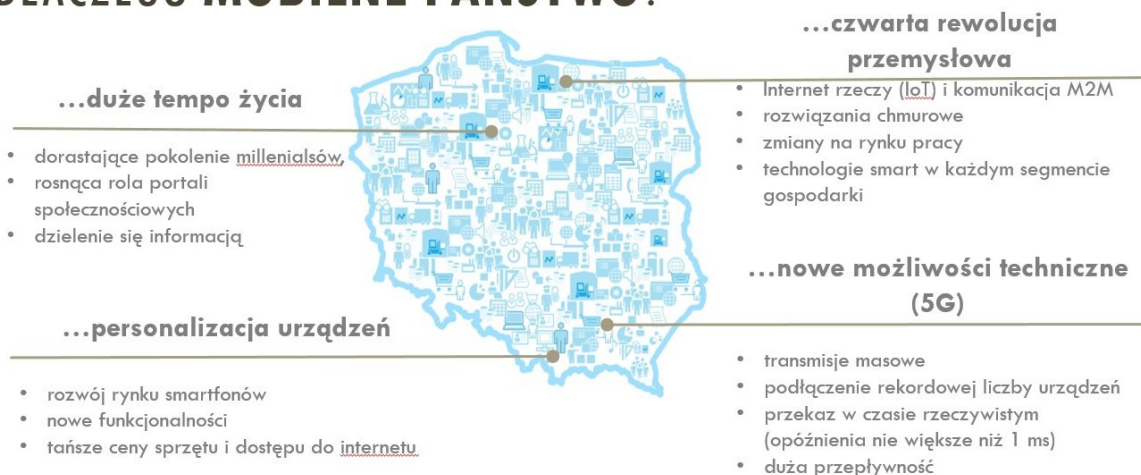 DLACZEGO MOBILNE PAŃSTWO?
...duże tempo życia
• dorastające pokolenie millenialsów,
• rosnąca rola portali
społecznościowych
• dzielenie się informacją
...czwarta rewolucja
przemysłowa
• Internet rzeczy (IoT) i komunikacja M2M
• rozwiązania chmurowe
• zmiany na rynku pracy
• technologie smart w każdym segmencie
gospodarki
...personalizacja urządzeń
• rozwój rynku smartfonów
• nowe funkcjonalności
• tańsze ceny sprzętu i dostępu do internetu
...nowe możliwości techniczne
(5G)
• transmisje masowe
• podłączenie rekordowej liczby urządzeń
• przekaz w czasie rzeczywistym
(opóźnienia nie większe niż 1 ms)
• duża przepływność